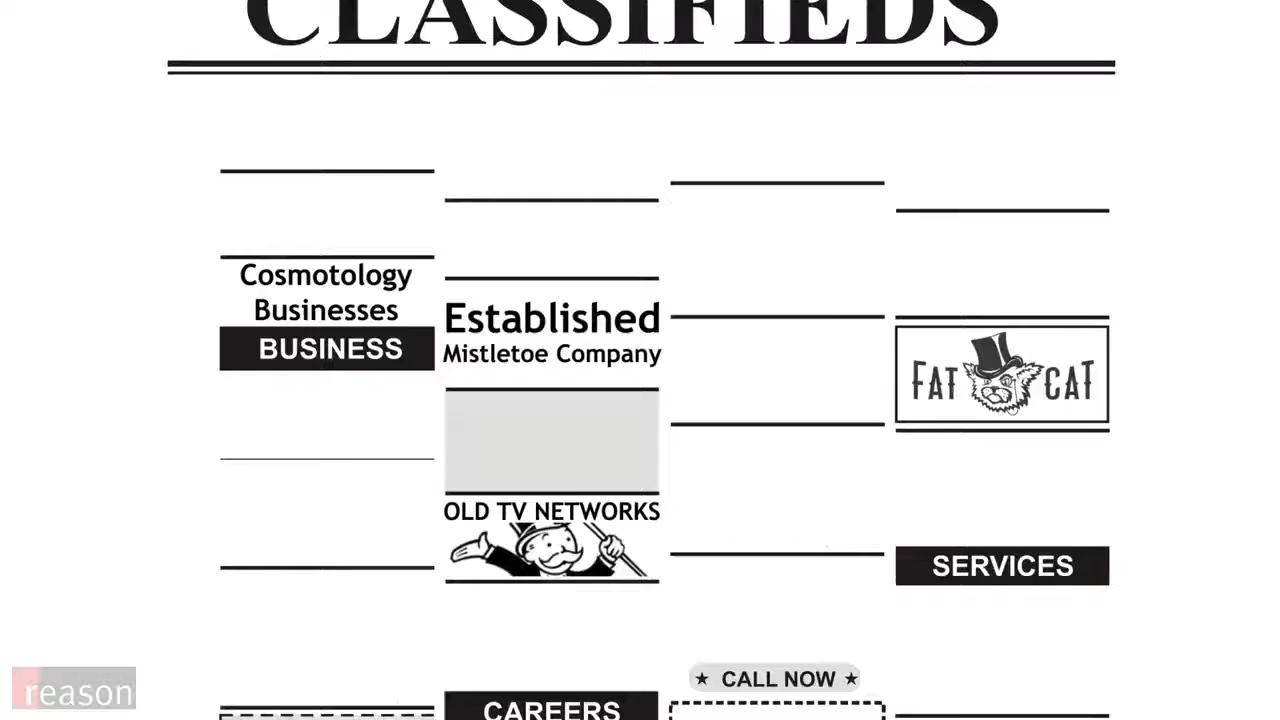 CLASSIFIEDS
Cosmotology
Businesses
BUSINESS
Established
Mistletoe Company
OLD TV NETWORKS
CAREERS
★ CALL NOW ★
FAT CAT
SERVICES
reason